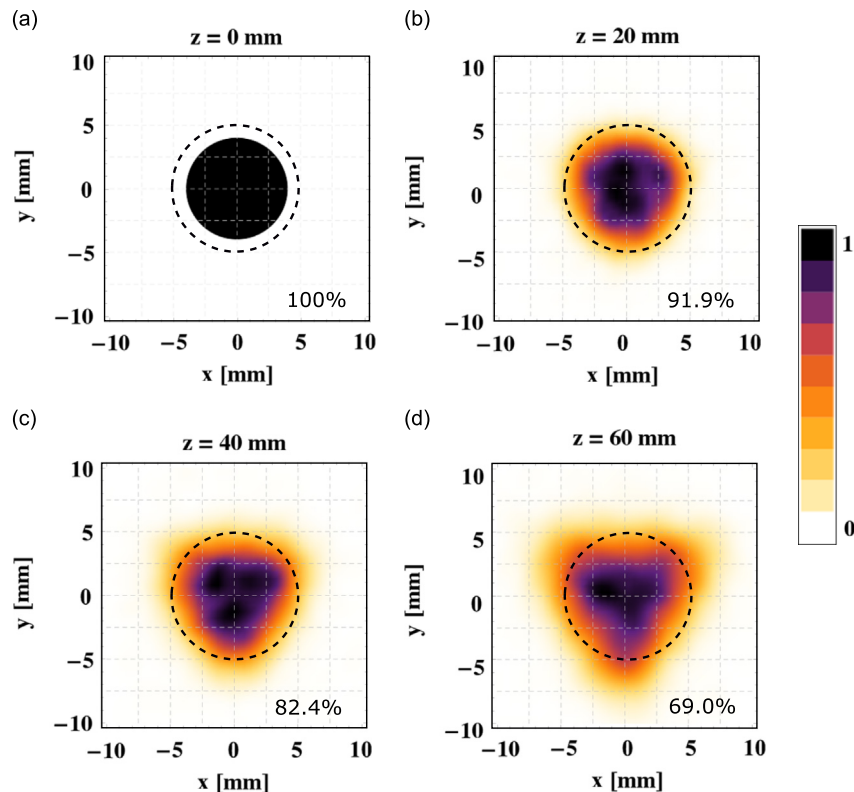 (a)
z = 0 mm
10
5
0
−5
−10
y [mm]
100%
−10 −5 0 5 10
x [mm]
(b)
z = 20 mm
10
5
0
−5
−10
y [mm]
91.9%
−10 −5 0 5 10
x [mm]
1
0
(c)
z = 40 mm
10
5
0
−5
−10
y [mm]
82.4%
−10 −5 0 5 10
x [mm]
(d)
z = 60 mm
10
5
0
−5
−10
y [mm]
69.0%
−10 −5 0 5 10
x [mm]